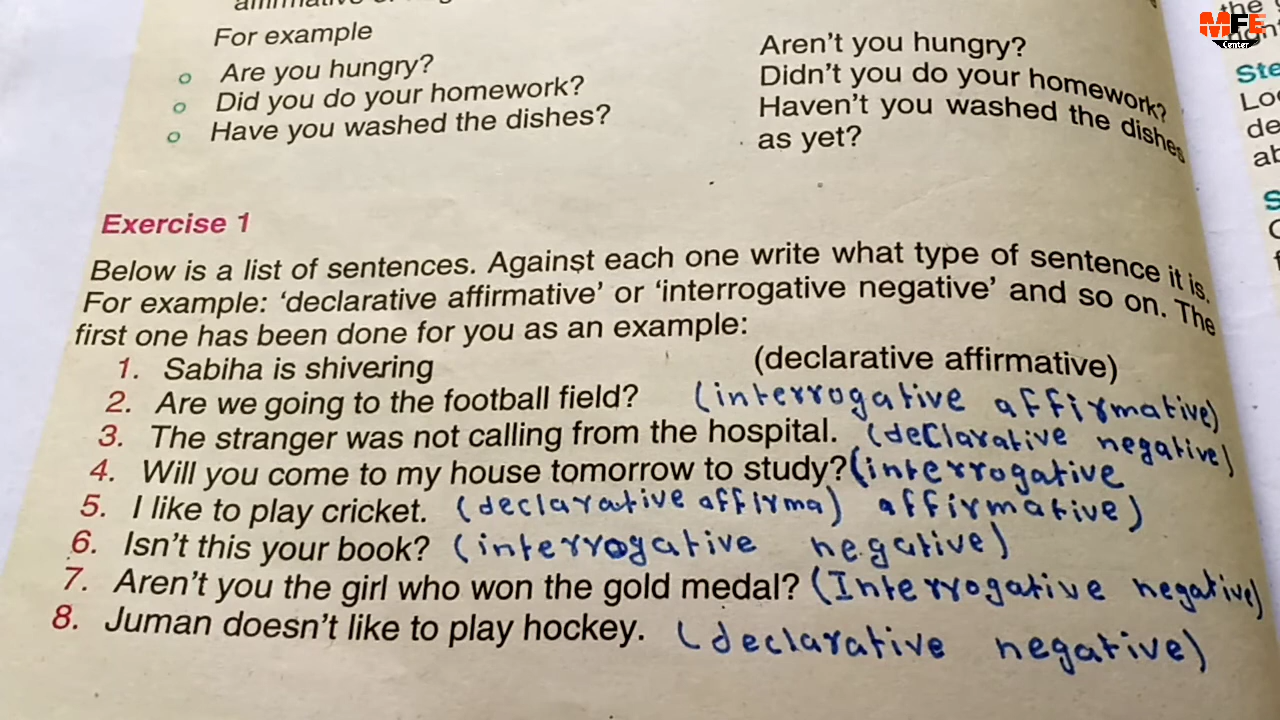 For example
Are you hungry? Aren't you hungry?
Did you do your homework? Didn't you do your homework?
Have you washed the dishes? Haven't you washed the dishes
as yet?
Exercise 1
Below is a list of sentences. Against each one write what type of sentence it is.
For example: 'declarative affirmative' or 'interrogative negative' and so on. The
first one has been done for you as an example:
1. Sabiha is shivering (declarative affirmative)
2. Are we going to the football field? (interrogative affirmative)
3. The stranger was not calling from the hospital. (declarative negative)
4. Will you come to my house tomorrow to study? (interrogative
affirmative)
5. I like to play cricket. (declarative affirma)
6. Isn't this your book? (interrogative negative)
7. Aren't you the girl who won the gold medal? (Interrogative negative)
8. Juman doesn't like to play hockey. (declarative negative)
MFE
Center
the